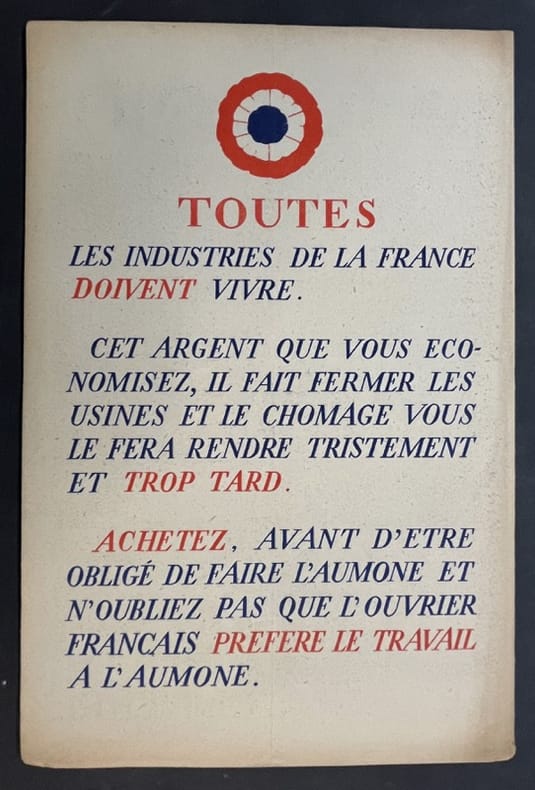 TOUTES
LES INDUSTRIES DE LA FRANCE
DOIVENT VIVRE.
CET ARGENT QUE VOUS ECO-
NOMISEZ, IL FAIT FERMER LES
USINES ET LE CHOMAGE VOUS
LE FERA RENDRE TRISTEMENT
ET TROP TARD.
ACHETEZ, AVANT D'ETRE
OBLIGÉ DE FAIRE L'AUMONE ET
N'OUBLIEZ PAS QUE L'OUVRIER
FRANÇAIS PREFERE LE TRAVAIL
A L'AUMONE.